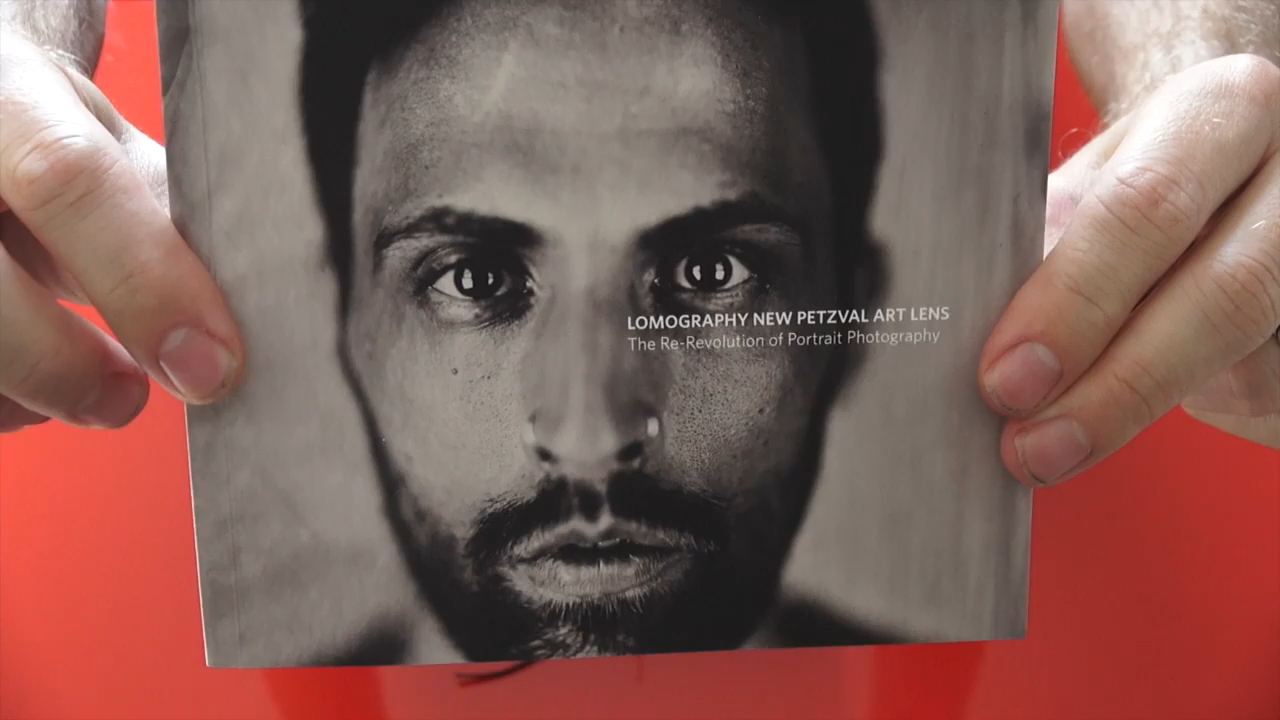 LOMOGRAPHY NEW PETZVAL ART LENS
The Re-Revolution of Portrait Photography